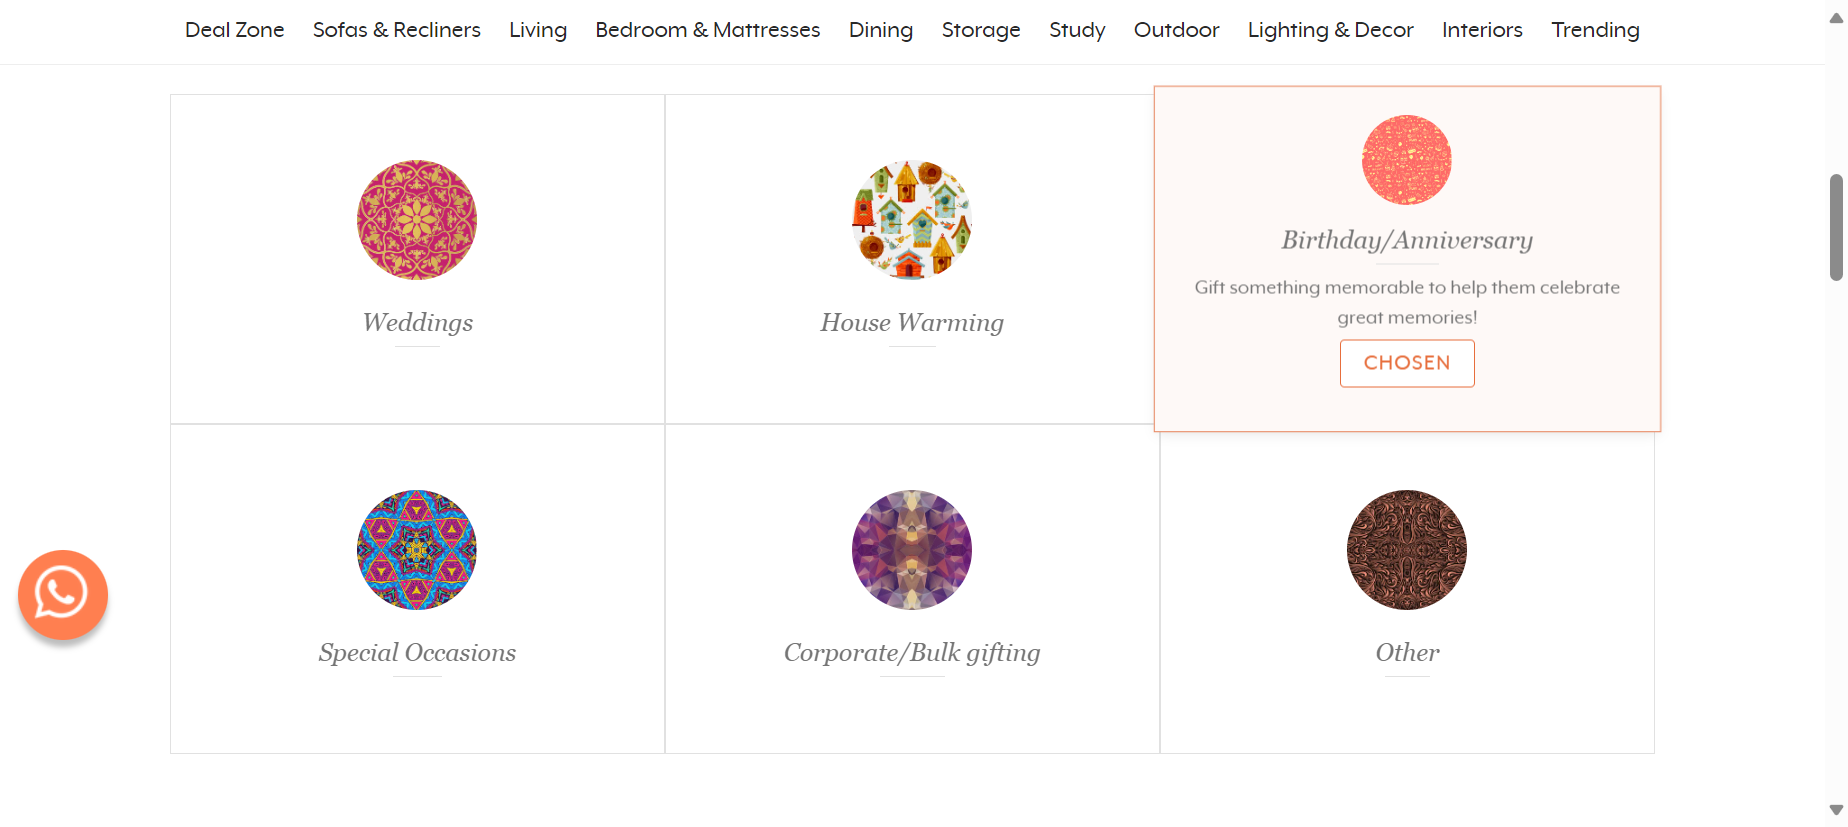 Deal Zone Sofas & Recliners Living Bedroom & Mattresses Dining Storage Study Outdoor Lighting & Decor Interiors Trending
Weddings
House Warming
Birthday/Anniversary
Gift something memorable to help them celebrate
great memories!
CHOSEN
Special Occasions
Corporate/Bulk gifting
Other